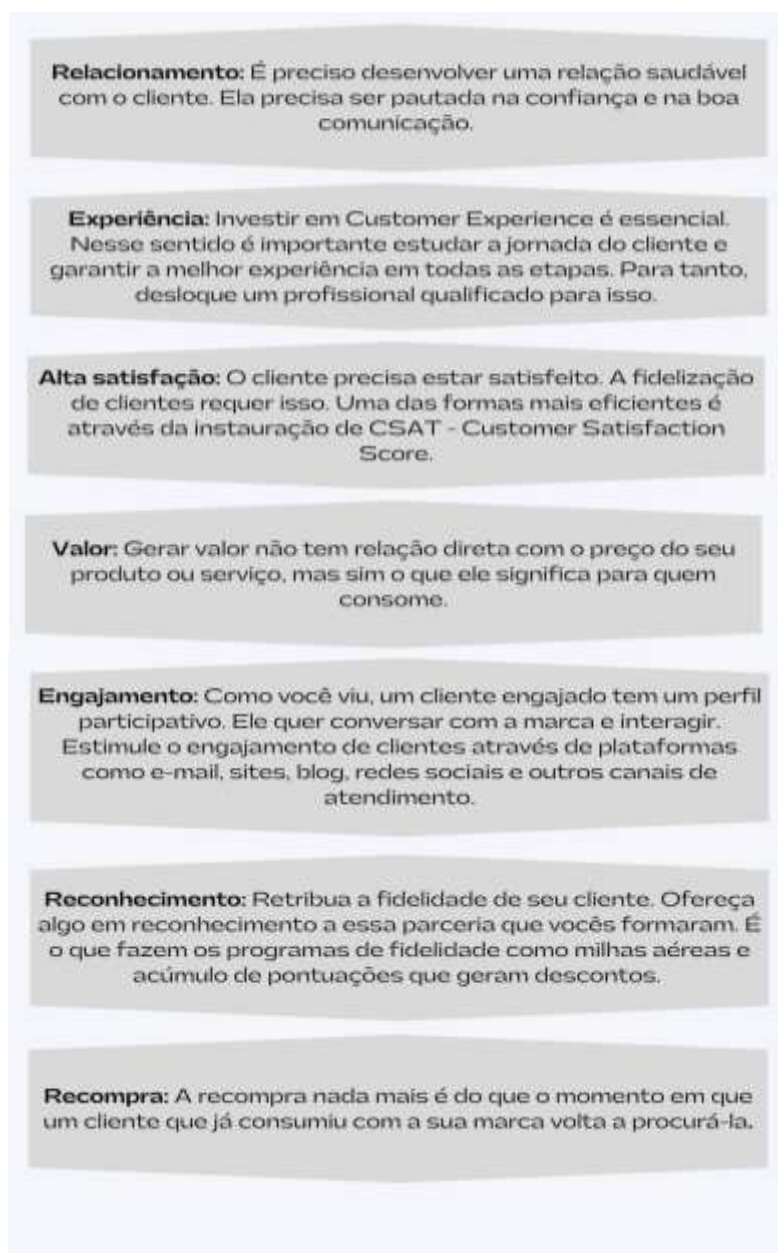 Relacionamento: É preciso desenvolver uma relação saudável
com o cliente. Ela precisa ser pautada na confiança e na boa
comunicação.
Experiência: Investir em Customer Experience é essencial.
Nesse sentido é importante estudar a jornada do cliente e
garantir a melhor experiência em todas as etapas. Para tanto,
desloque um profissional qualificado para isso.
Alta satisfação: O cliente precisa estar satisfeito. A fidelização
de clientes requer isso. Uma das formas mais eficientes é
através da instauração de CSAT - Customer Satisfaction
Score.
Valor: Gerar valor não tem relação direta com o preço do seu
produto ou serviço, mas sim o que ele significa para quem
consome.
Engajamento: Como você viu, um cliente engajado tem um perfil
participativo. Ele quer conversar com a marca e interagir.
Estimule o engajamento de clientes através de plataformas
como e-mail, sites, blog, redes sociais e outros canais de
atendimento.
Reconhecimento: Retribua a fidelidade de seu cliente. Ofereça
algo em reconhecimento a essa parceria que vocês formaram. É
o que fazem os programas de fidelidade como milhas aéreas e
acúmulo de pontuações que geram descontos.
Recompra: A recompra nada mais é do que o momento em que
um cliente que já consumiu com a sua marca volta a procurá-la.